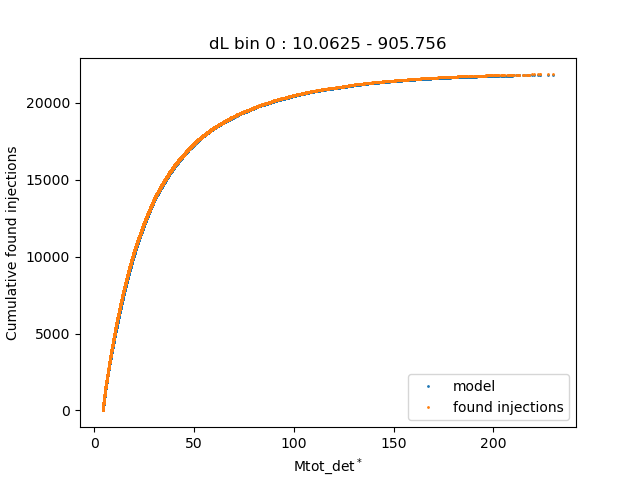 dL bin 0 : 10.0625 - 905.756
Cumulative found injections
20000
15000
10000
5000
0
0 50 100 150 200
Mtot_det*
model
found injections